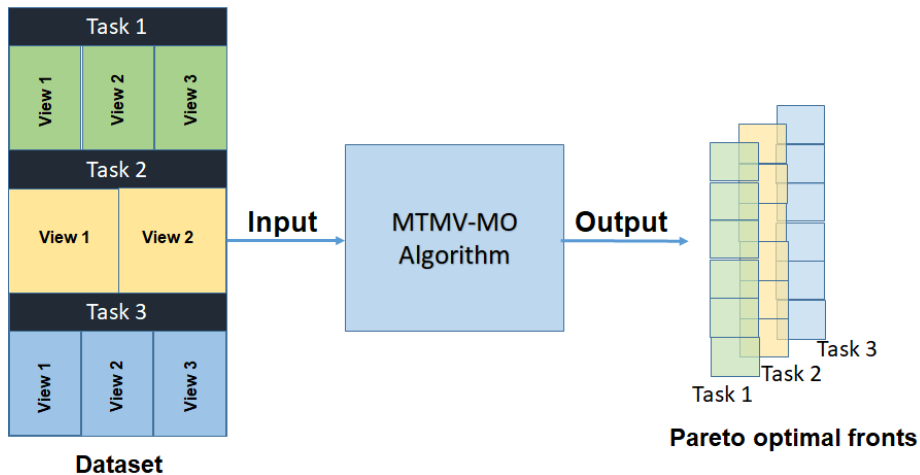 Task 1
View 1
View 2
View 3
Task 2
View 1
View 2
Task 3
View 1
View 2
View 3
Dataset
Input
MTMV-MO
Algorithm
Output
Task 1
Task 2
Task 3
Pareto optimal fronts